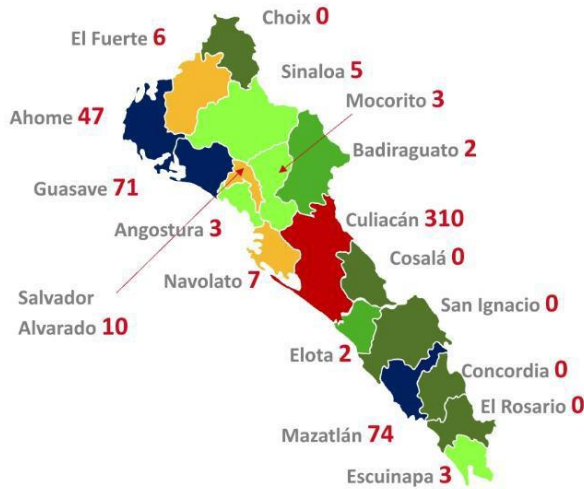 Choix 0
El Fuerte 6
Sinaloa 5
Mocorito 3
Ahome 47
Badiraguato 2
Guasave 71
Culiacán 310
Angostura 3
Cosalá 0
Navolato 7
Salvador
Alvarado 10
San Ignacio 0
Elota 2
Concordia 0
El Rosario 0
Mazatlán 74
Escuinapa 3